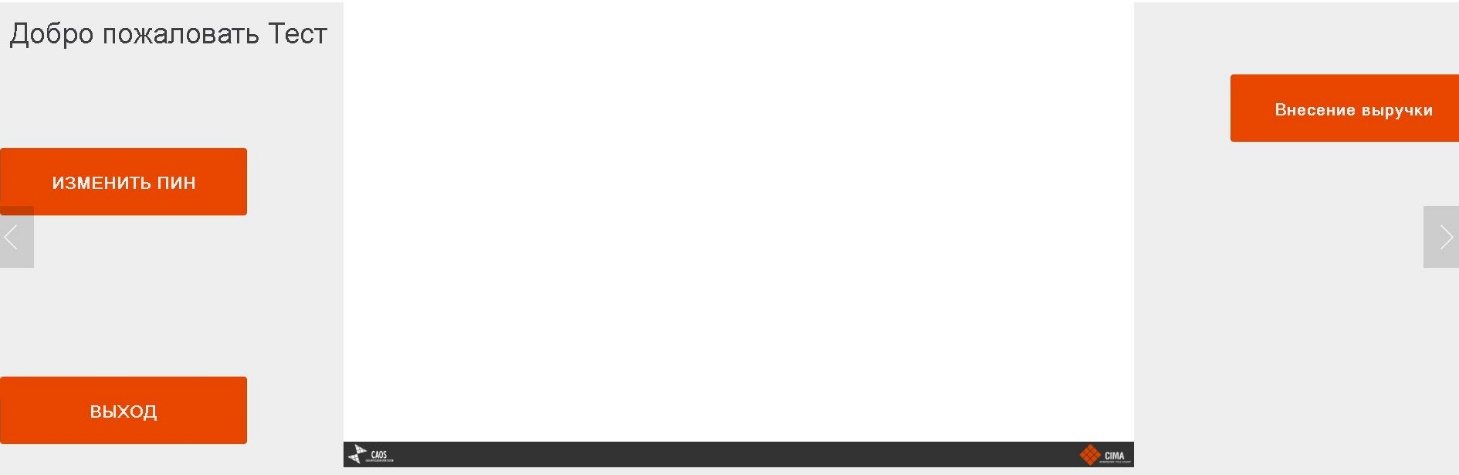 Добро пожаловать Тест
Внесение выручки
ИЗМЕНИТЬ ПИН
ВЫХОД
CAOS
CIMA